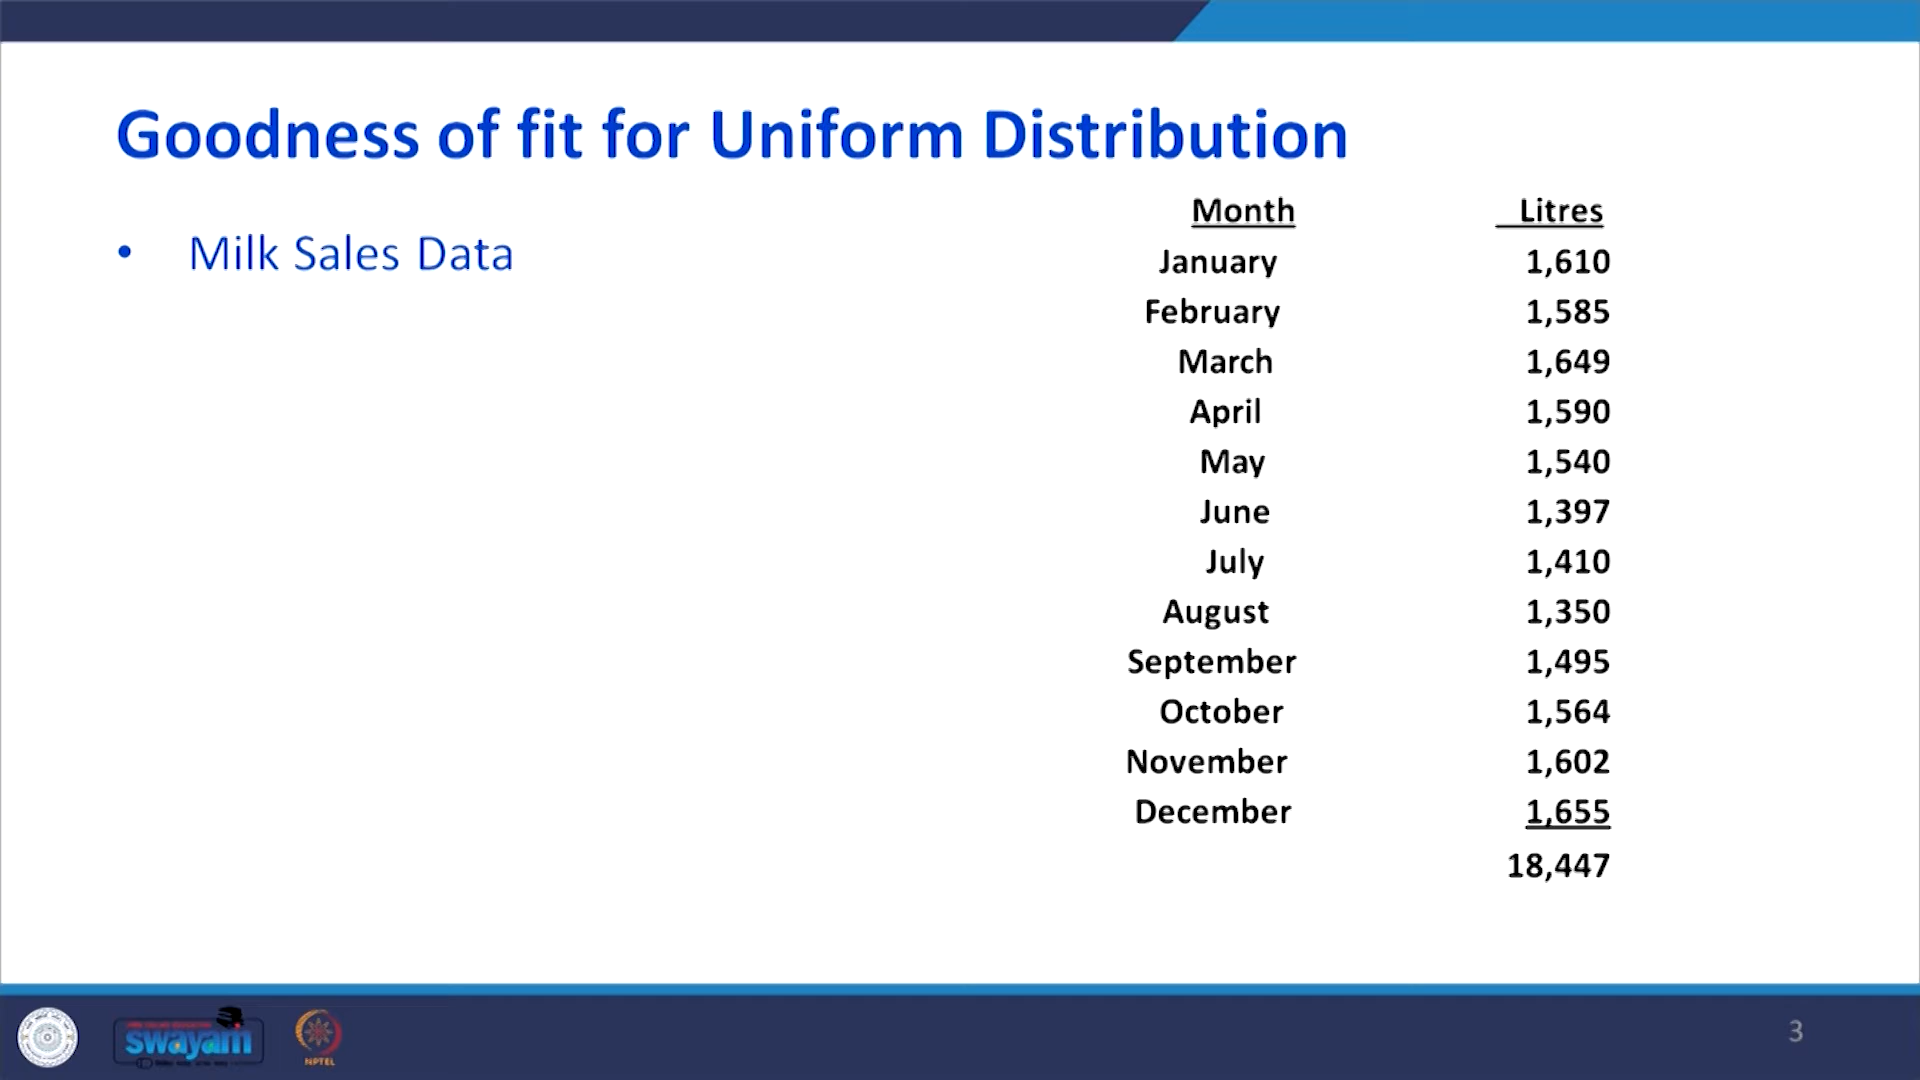 Goodness of fit for Uniform Distribution
• Milk Sales Data
Month Litres
January 1,610
February 1,585
March 1,649
April 1,590
May 1,540
June 1,397
July 1,410
August 1,350
September 1,495
October 1,564
November 1,602
December 1,655
18,447
swayam
NPTEL
3